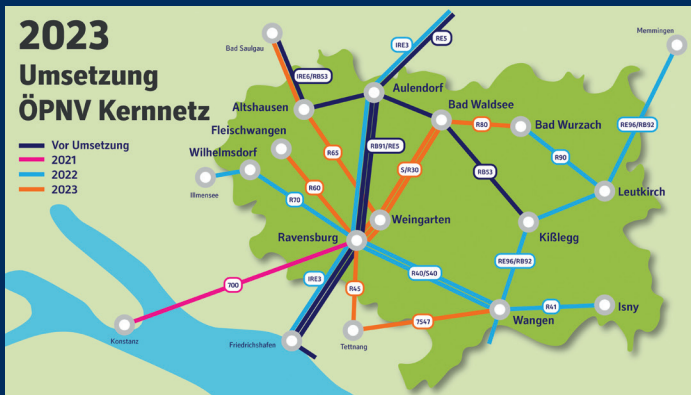 2023
Umsetzung
ÖPNV Kernnetz
Vor Umsetzung
2021
2022
2023
Bad Saulgau
IRE6/RB53
IRE3
RE5
Memmingen
Altshausen
Aulendorf
Bad Waldsee
R80
Bad Wurzach
RE96/RB92
Fleischwangen
Wilhelmsdorf
R65
RB91/RE5
S/R30
RB53
R90
Illmensee
R70
R60
Weingarten
Leutkirch
Ravensburg
Kißlegg
700
IRE3
R45
R40/S40
RE96/RB92
7547
R41
Isny
Wangen
Konstanz
Friedrichshafen
Tettnang